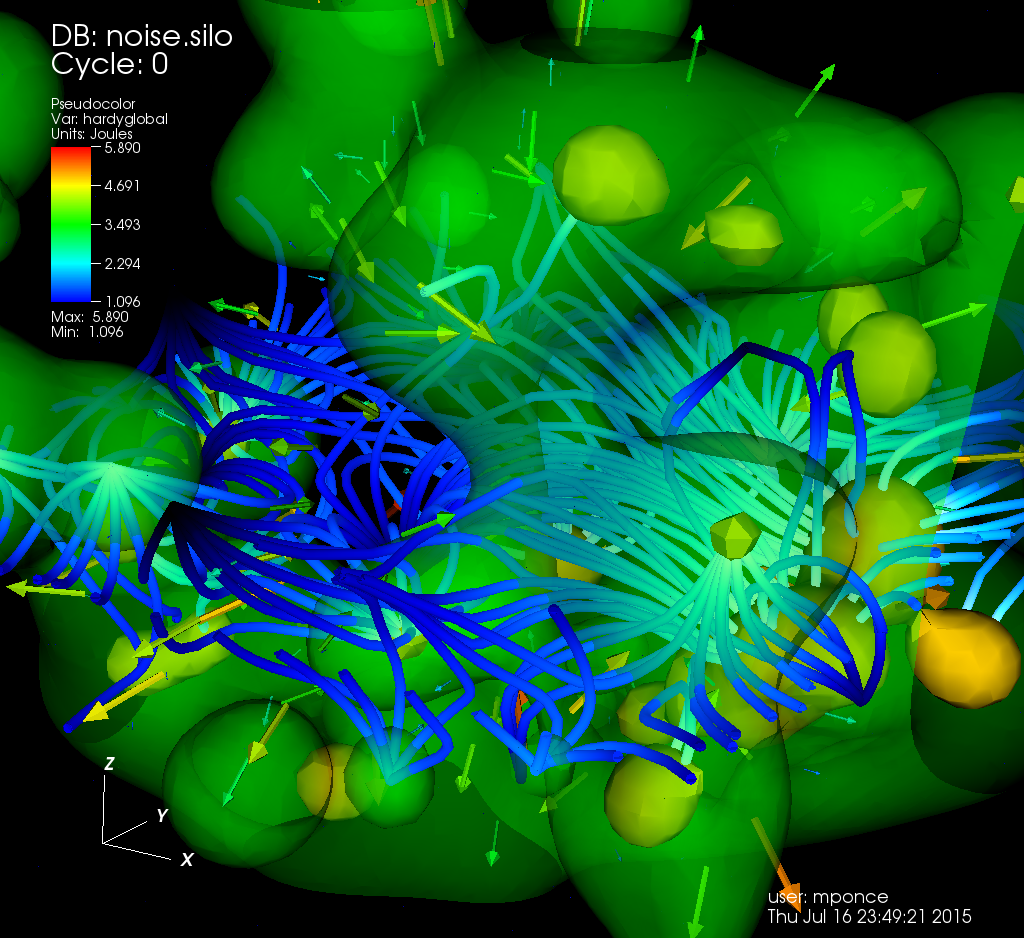 DB: noise.silo
Cycle: 0
Pseudocolor
Var: hardyglobal
Units: Joules
5.890
4.691
3.493
2.294
1.096
Max: 5.890
Min: 1.096
Z
Y
X
user: mponce
Thu Jul 16 23:49:21 2015